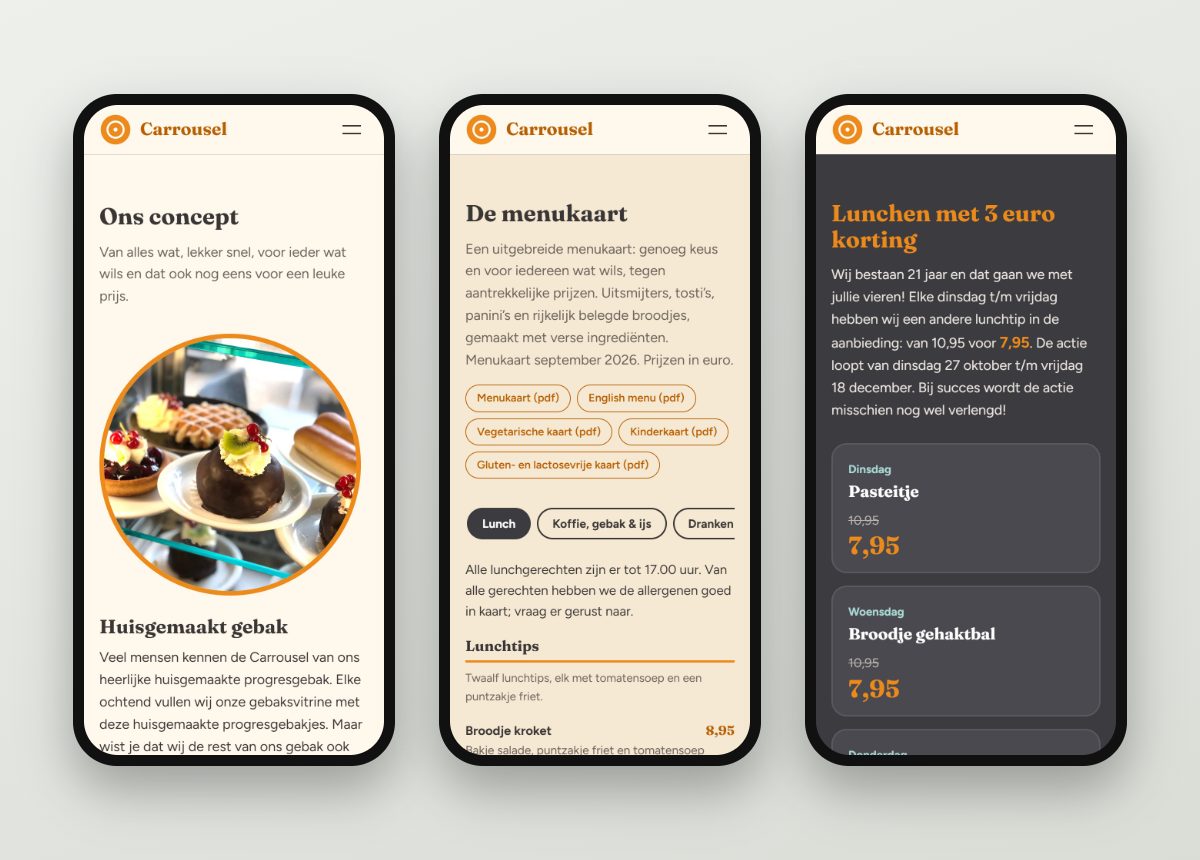 Carrousel
Ons concept
Van alles wat, lekker snel, voor ieder wat
wils en dat ook nog eens voor een leuke
prijs.
Huisgemaakt gebak
Veel mensen kennen de Carrousel van ons
heerlijke huisgemaakte progresgebak. Elke
ochtend vullen wij onze gebaksvitrine met
deze huisgemaakte progresgebakjes. Maar
wist je dat wij de rest van ons gebak ook
Carrousel
De menukaart
Een uitgebreide menukaart: genoeg keus
en voor iedereen wat wils, tegen
aantrekkelijke prijzen. Uitsmijters, tosti's,
panini's en rijkelijk belegde broodjes,
gemaakt met verse ingrediënten.
Menukaart september 2026. Prijzen in euro.
Menukaart (pdf) English menu (pdf)
Vegetarische kaart (pdf) Kinderkaart (pdf)
Gluten- en lactosevrije kaart (pdf)
Lunch Koffie, gebak & ijs Dranken
Alle lunchgerechten zijn er tot 17.00 uur. Van
alle gerechten hebben we de allergenen goed
in kaart; vraag er gerust naar.
Lunchtips
Twaalf lunchtips, elk met tomatensoep en een
puntzakje friet.
Broodje kroket 8,95
Bakje salade, puntzakje friet en tomatensoep
Carrousel
Lunchen met 3 euro
korting
Wij bestaan 21 jaar en dat gaan we met
jullie vieren! Elke dinsdag t/m vrijdag
hebben wij een andere lunchtip in de
aanbieding: van 10,95 voor 7,95. De actie
loopt van dinsdag 27 oktober t/m vrijdag
18 december. Bij succes wordt de actie
misschien nog wel verlengd!
Dinsdag
Pasteitje
10,95
7,95
Woensdag
Broodje gehaktbal
10,95
7,95
Donderdag